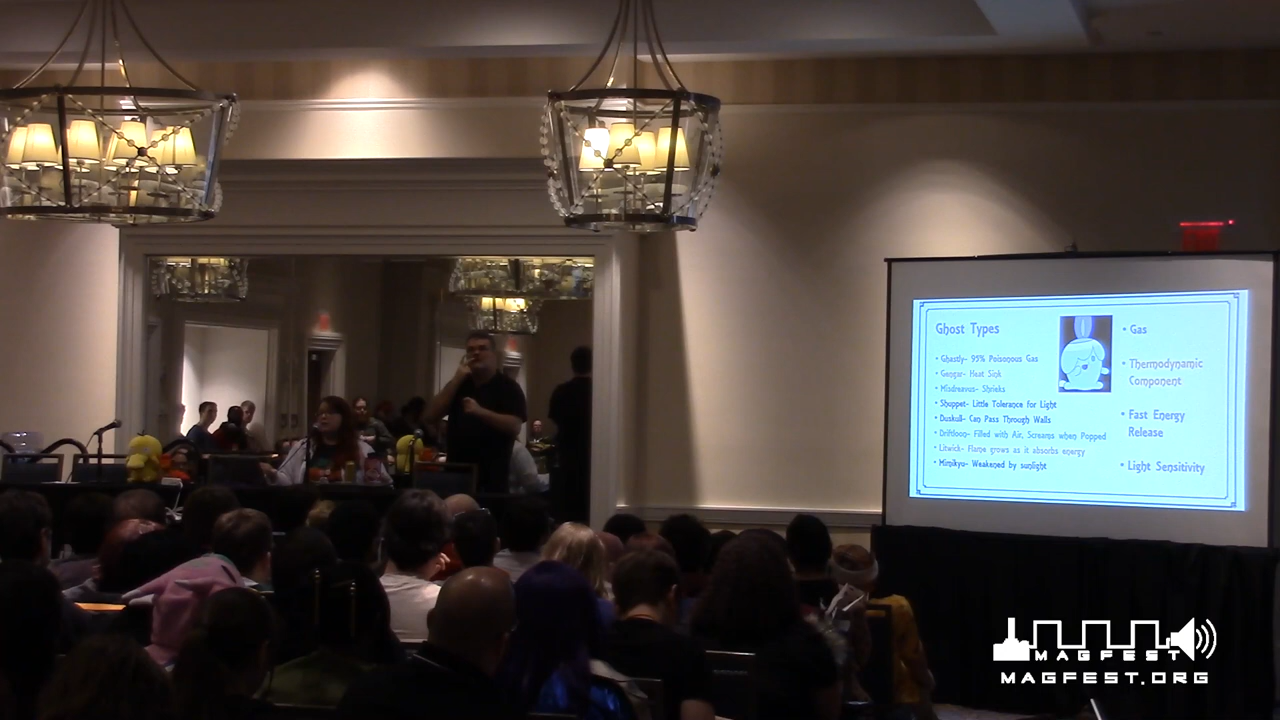 Ghost Types
• Ghastly- 95% Poisonous Gas
• Gengar- Heat Sink
• Misdreavus- Shrieks
• Shuppet- Little Tolerance for Light
• Duskull- Can Pass Through Walls
• Drifloon- Filled with Air, Screams when Popped
• Litwick- Flame grows as it absorbs energy
• Mimikyu- Weakened by sunlight
• Gas
• Thermodynamic
Component
• Fast Energy
Release
• Light Sensitivity
MAGFEST
MAGFEST.ORG